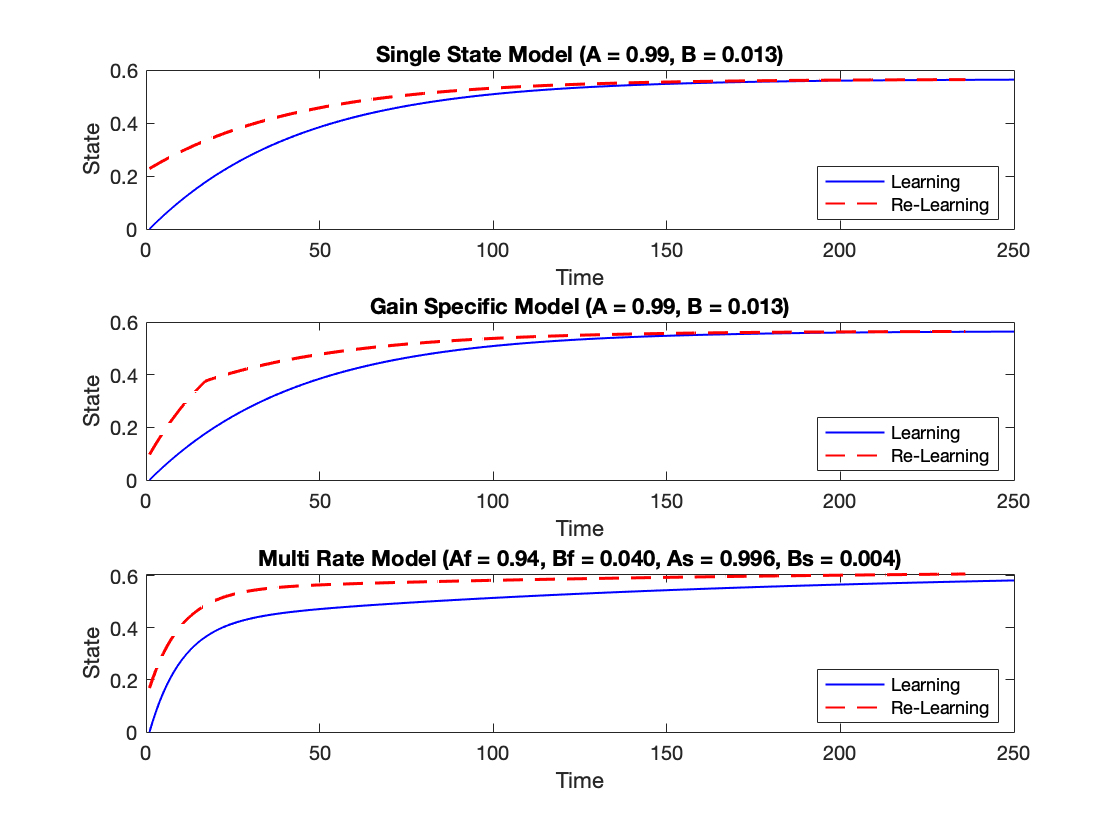 Single State Model (A = 0.99, B = 0.013)
0.6
0.4
0.2
0
State
0 50 100 150 200 250
Time
Learning
Re-Learning
Gain Specific Model (A = 0.99, B = 0.013)
0.6
0.4
0.2
0
State
0 50 100 150 200 250
Time
Learning
Re-Learning
Multi Rate Model (Af = 0.94, Bf = 0.040, As = 0.996, Bs = 0.004)
0.6
0.4
0.2
0
State
0 50 100 150 200 250
Time
Learning
Re-Learning